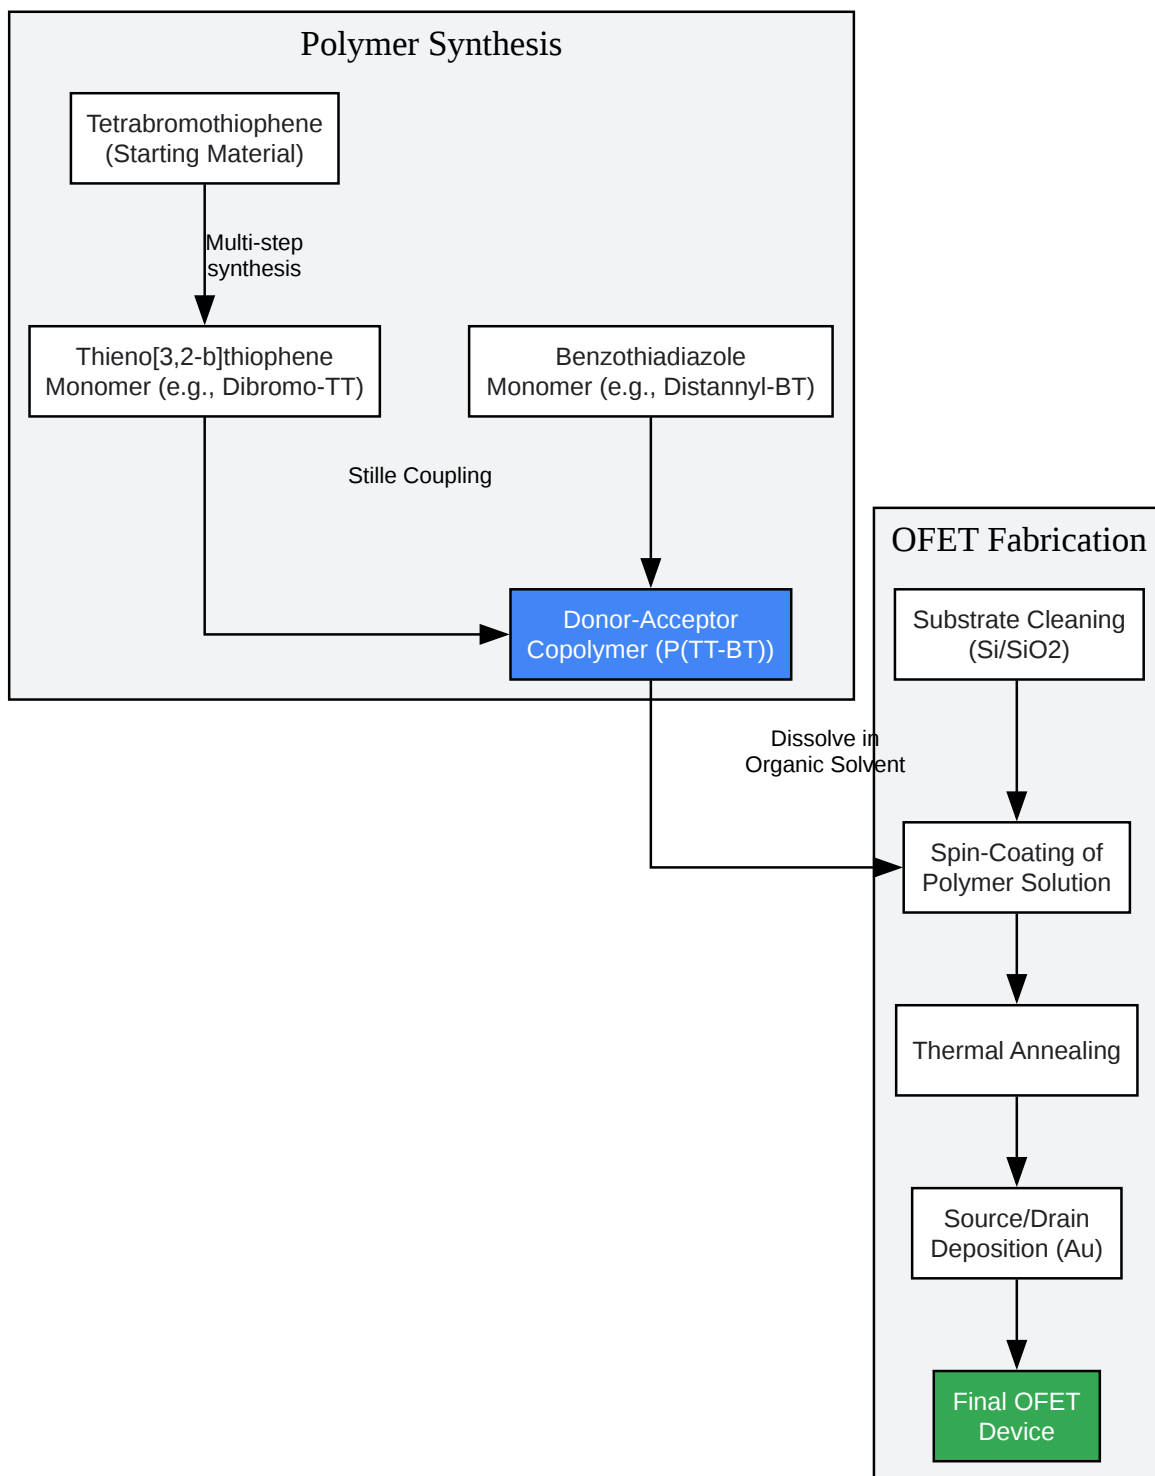 Polymer Synthesis
Tetrabromothiophene
(Starting Material)
Multi-step
synthesis
Thieno[3,2-b]thiophene
Monomer (e.g., Dibromo-TT)
Benzothiadiazole
Monomer (e.g., Distannyl-BT)
Stille Coupling
Donor-Acceptor
Copolymer (P(TT-BT))
Dissolve in
Organic Solvent
OFET Fabrication
Substrate Cleaning
(Si/SiO2)
Spin-Coating of
Polymer Solution
Thermal Annealing
Source/Drain
Deposition (Au)
Final OFET
Device